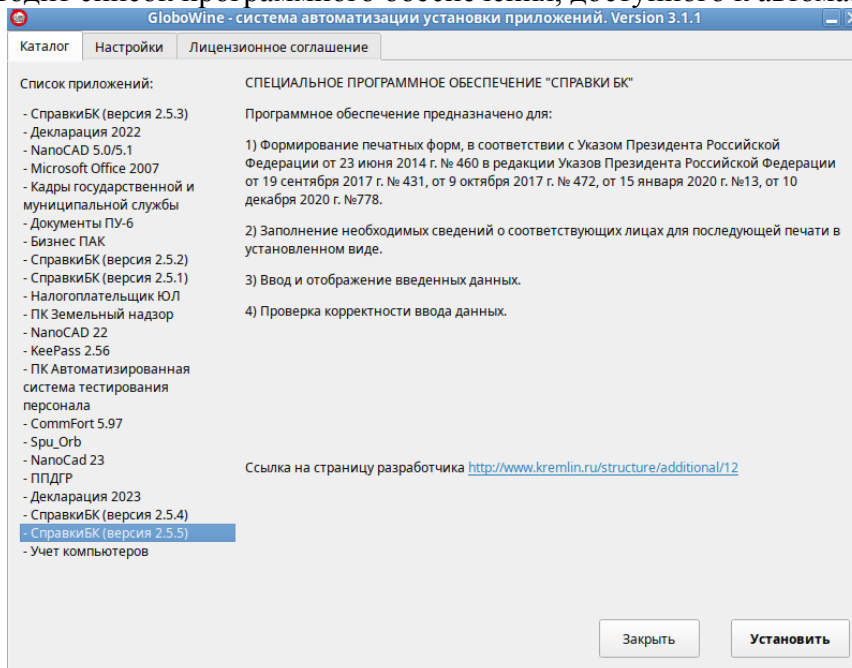 список программного обеспечения, доступного к автома
GloboWine - система автоматизации установки приложений. Version 3.1.1
Каталог Настройки Лицензионное соглашение
Список приложений:
- СправкиБК (версия 2.5.3)
- Декларация 2022
- NanoCAD 5.0/5.1
- Microsoft Office 2007
- Кадры государственной и
муниципальной службы
- Документы ПУ-6
- Бизнес ПАК
- СправкиБК (версия 2.5.2)
- СправкиБК (версия 2.5.1)
- Налогоплательщик ЮЛ
- ПК Земельный надзор
- NanoCAD 22
- KeePass 2.56
- ПК Автоматизированная
система тестирования
персонала
- CommFort 5.97
- Spu_Orb
- NanoCad 23
- ППДГР
- Декларация 2023
- СправкиБК (версия 2.5.4)
- СправкиБК (версия 2.5.5)
- Учет компьютеров
СПЕЦИАЛЬНОЕ ПРОГРАММНОЕ ОБЕСПЕЧЕНИЕ "СПРАВКИ БК"
Программное обеспечение предназначено для:
1) Формирование печатных форм, в соответствии с Указом Президента Российской
Федерации от 23 июня 2014 г. № 460 в редакции Указов Президента Российской Федерации
от 19 сентября 2017 г. № 431, от 9 октября 2017 г. № 472, от 15 января 2020 г. №13, от 10
декабря 2020 г. №778.
2) Заполнение необходимых сведений о соответствующих лицах для последующей печати в
установленном виде.
3) Ввод и отображение введенных данных.
4) Проверка корректности ввода данных.
Ссылка на страницу разработчика http://www.kremlin.ru/structure/additional/12
Закрыть Установить